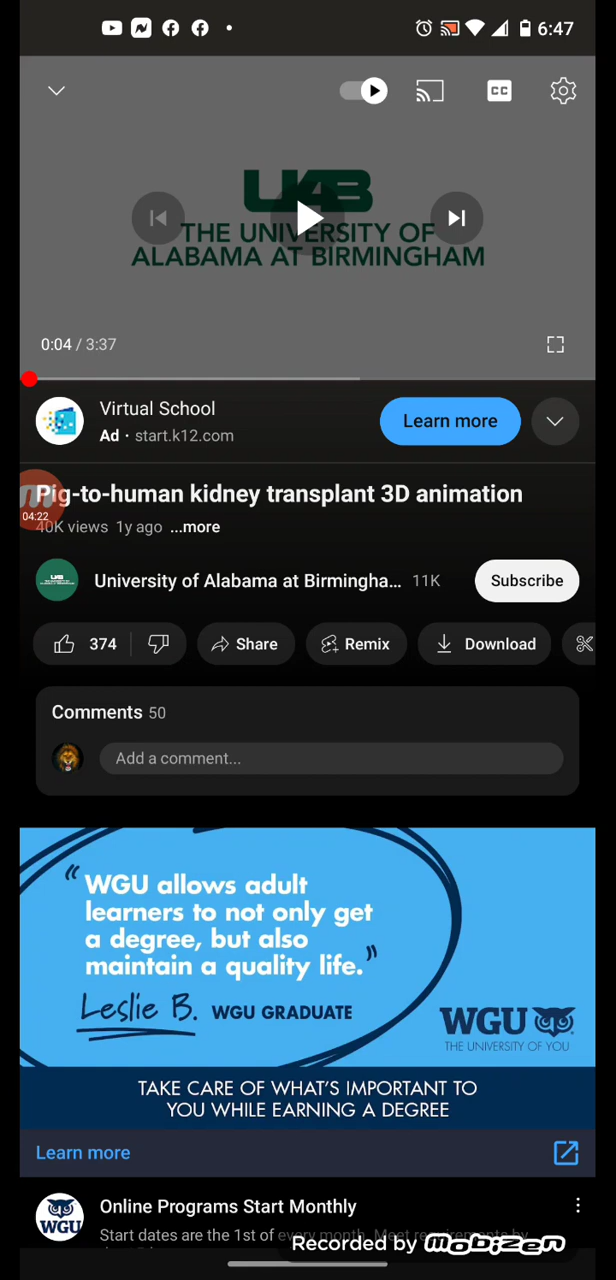 6:47
CC
UAB
THE UNIVERSITY OF
ALABAMA AT BIRMINGHAM
0:04 / 3:37
Virtual School
Ad · start.k12.com
Learn more
Pig-to-human kidney transplant 3D animation
04:22
40K views 1y ago ...more
UAB
University of Alabama at Birmingha... 11K
Subscribe
374
Share
Remix
Download
Comments 50
Add a comment...
“WGU allows adult
learners to not only get
a degree, but also
maintain a quality life.”
Leslie B. WGU GRADUATE
WGU
THE UNIVERSITY OF YOU
TAKE CARE OF WHAT'S IMPORTANT TO
YOU WHILE EARNING A DEGREE
Learn more
WGU
Online Programs Start Monthly
Start dates are the 1st of every month. Meet requirements by
Recorded by mobizen